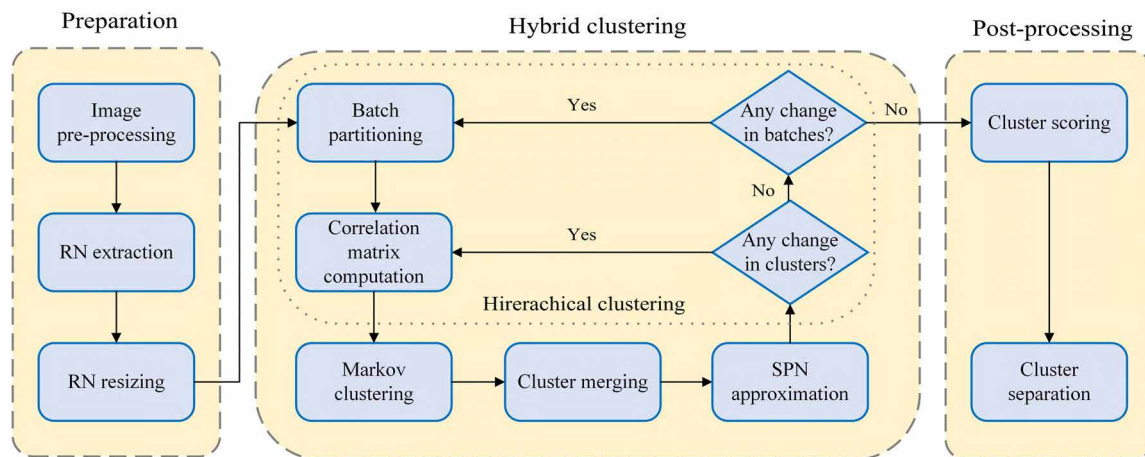 Preparation
Image
pre-processing
RN extraction
RN resizing
Hybrid clustering
Batch
partitioning
Yes
Any change
in batches?
No
Correlation
matrix
computation
Yes
Any change
in clusters?
No
Hirerachical clustering
Markov
clustering
Cluster merging
SPN
approximation
Post-processing
Cluster scoring
Cluster
separation